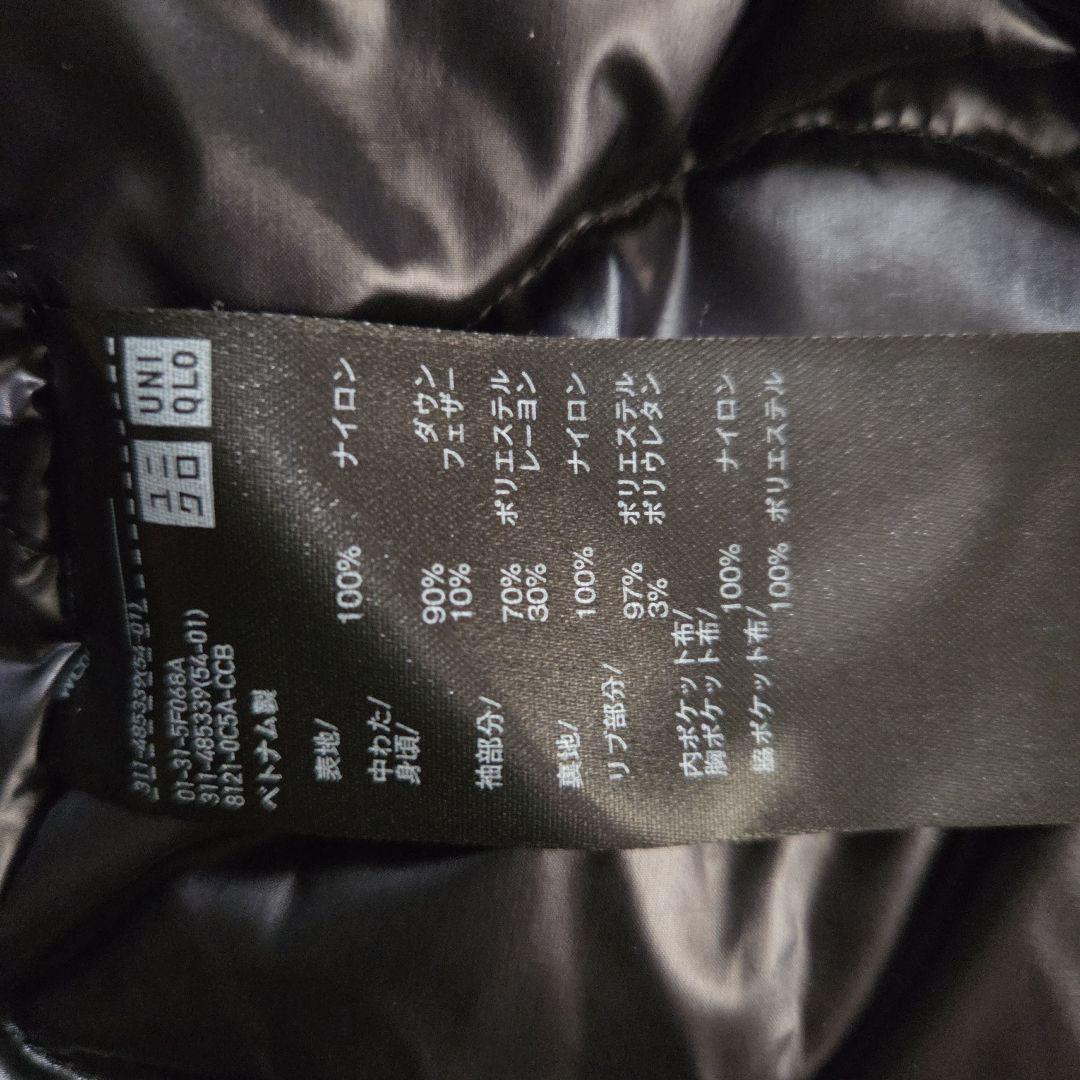 ユニ
クロ
UNI
QLO
311-485339(54-01)
01-31-5F068A
311-485339(54-01)
8121-0C5A-CCB
ベトナム製
表地/ 100% ナイロン
中わた/
身頃/ 90% ダウン
10% フェザー
袖部分/ 70% ポリエステル
30% レーヨン
裏地/ 100% ナイロン
リブ部分/ 97% ポリエステル
3% ポリウレタン
内ポケット布/
胸ポケット布/ 100% ナイロン
脇ポケット布/ 100% ポリエステル